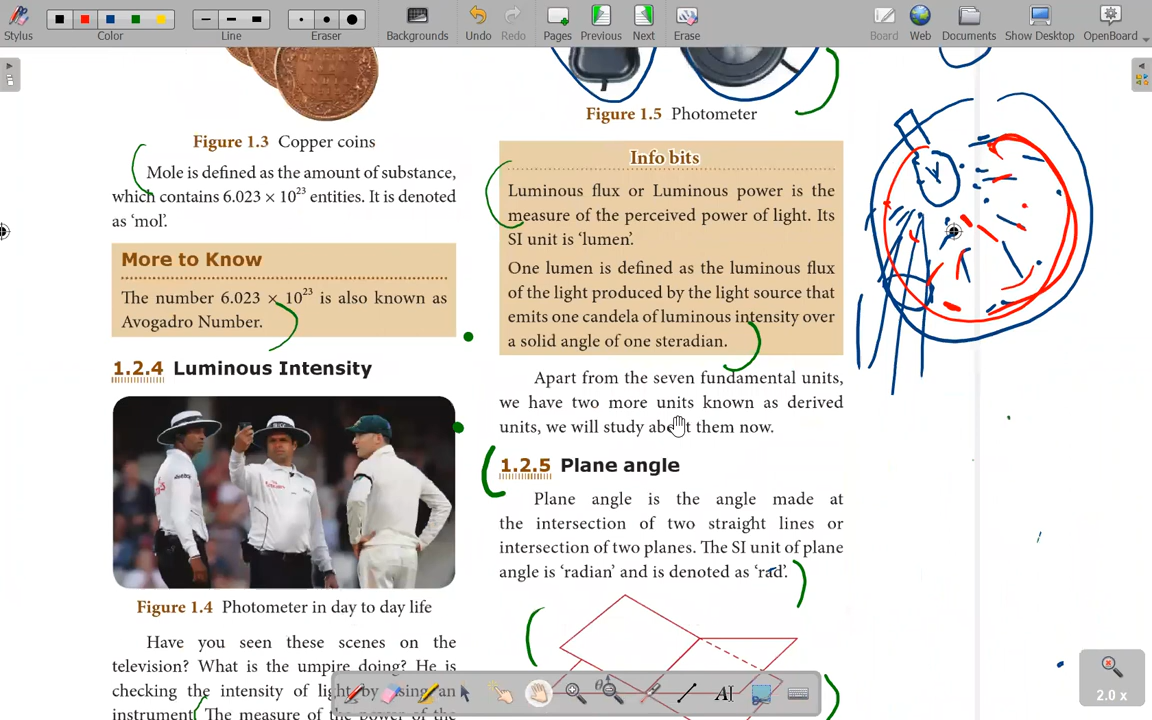 Stylus
Color
Line
Eraser
Backgrounds
Undo
Redo
Pages
Previous
Next
Erase
Board
Web
Documents
Show Desktop
OpenBoard
Figure 1.3 Copper coins
Mole is defined as the amount of substance,
which contains 6.023 × 10²³ entities. It is denoted
as ‘mol’.
More to Know
The number 6.023 × 10²³ is also known as
Avogadro Number.
1.2.4 Luminous Intensity
Figure 1.4 Photometer in day to day life
Have you seen these scenes on the
television? What is the umpire doing? He is
checking the intensity of light by using an
instrument. The measure of the power of the
Figure 1.5 Photometer
Info bits
Luminous flux or Luminous power is the
measure of the perceived power of light. Its
SI unit is ‘lumen’.
One lumen is defined as the luminous flux
of the light produced by the light source that
emits one candela of luminous intensity over
a solid angle of one steradian.
Apart from the seven fundamental units,
we have two more units known as derived
units, we will study about them now.
1.2.5 Plane angle
Plane angle is the angle made at
the intersection of two straight lines or
intersection of two planes. The SI unit of plane
angle is ‘radian’ and is denoted as ‘rad’.
θ
2.0 x